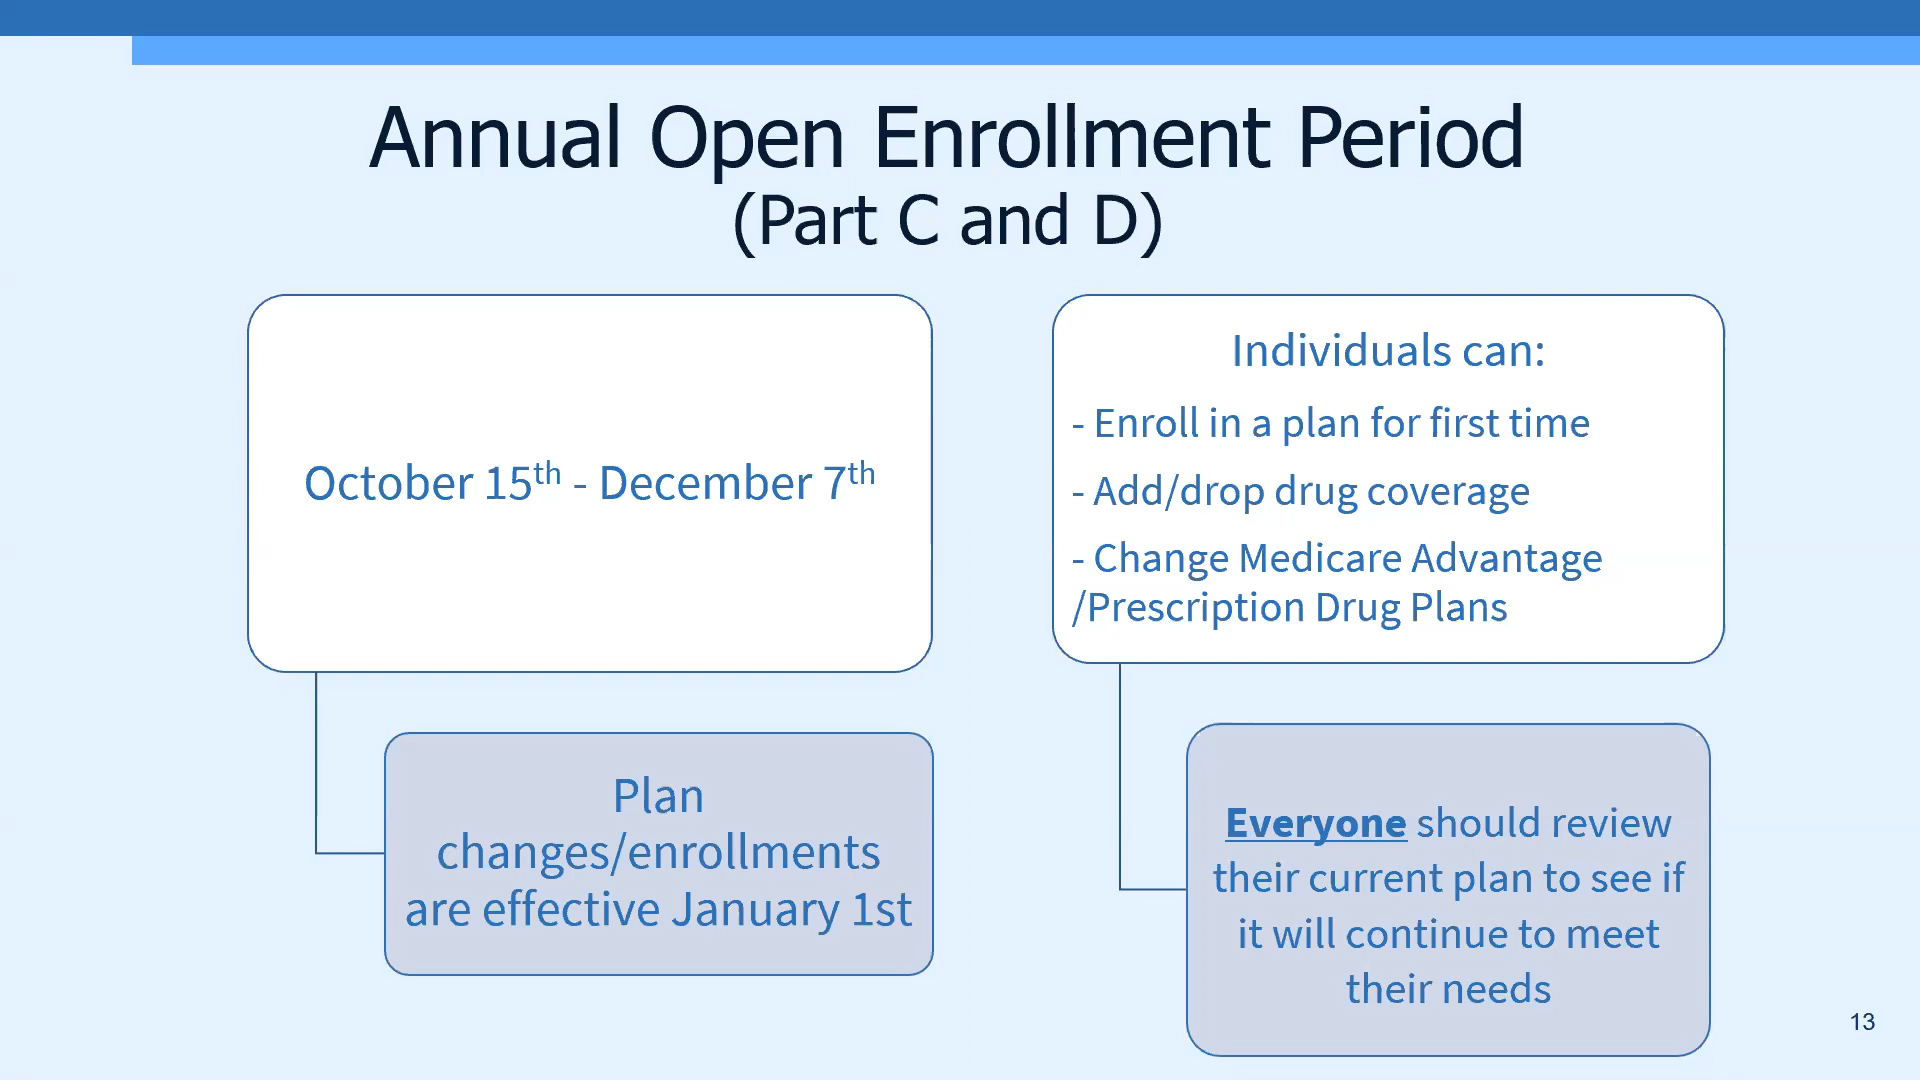 Annual Open Enrollment Period
(Part C and D)
October 15th - December 7th
Plan
changes/enrollments
are effective January 1st
Individuals can:
- Enroll in a plan for first time
- Add/drop drug coverage
- Change Medicare Advantage
/Prescription Drug Plans
Everyone should review
their current plan to see if
it will continue to meet
their needs
13